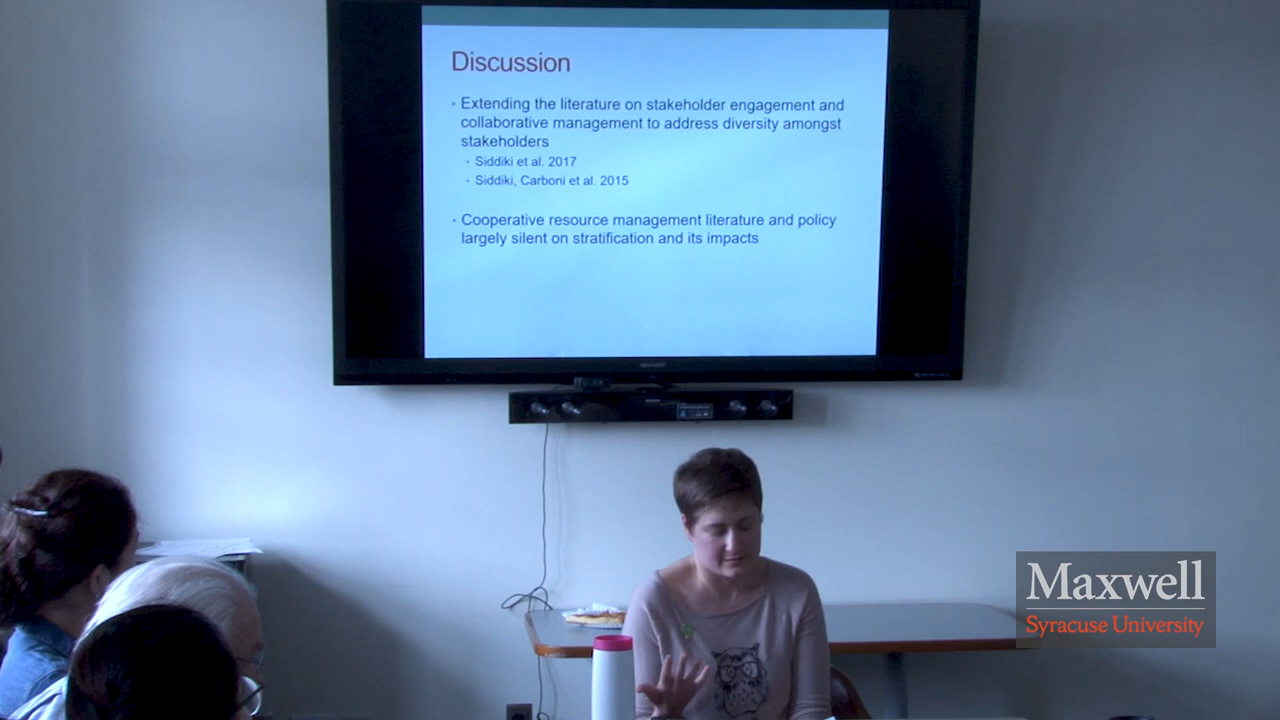 Discussion
• Extending the literature on stakeholder engagement and
collaborative management to address diversity amongst
stakeholders
• Siddiki et al. 2017
• Siddiki, Carboni et al. 2015
• Cooperative resource management literature and policy
largely silent on stratification and its impacts
SHARP
Maxwell
Syracuse University